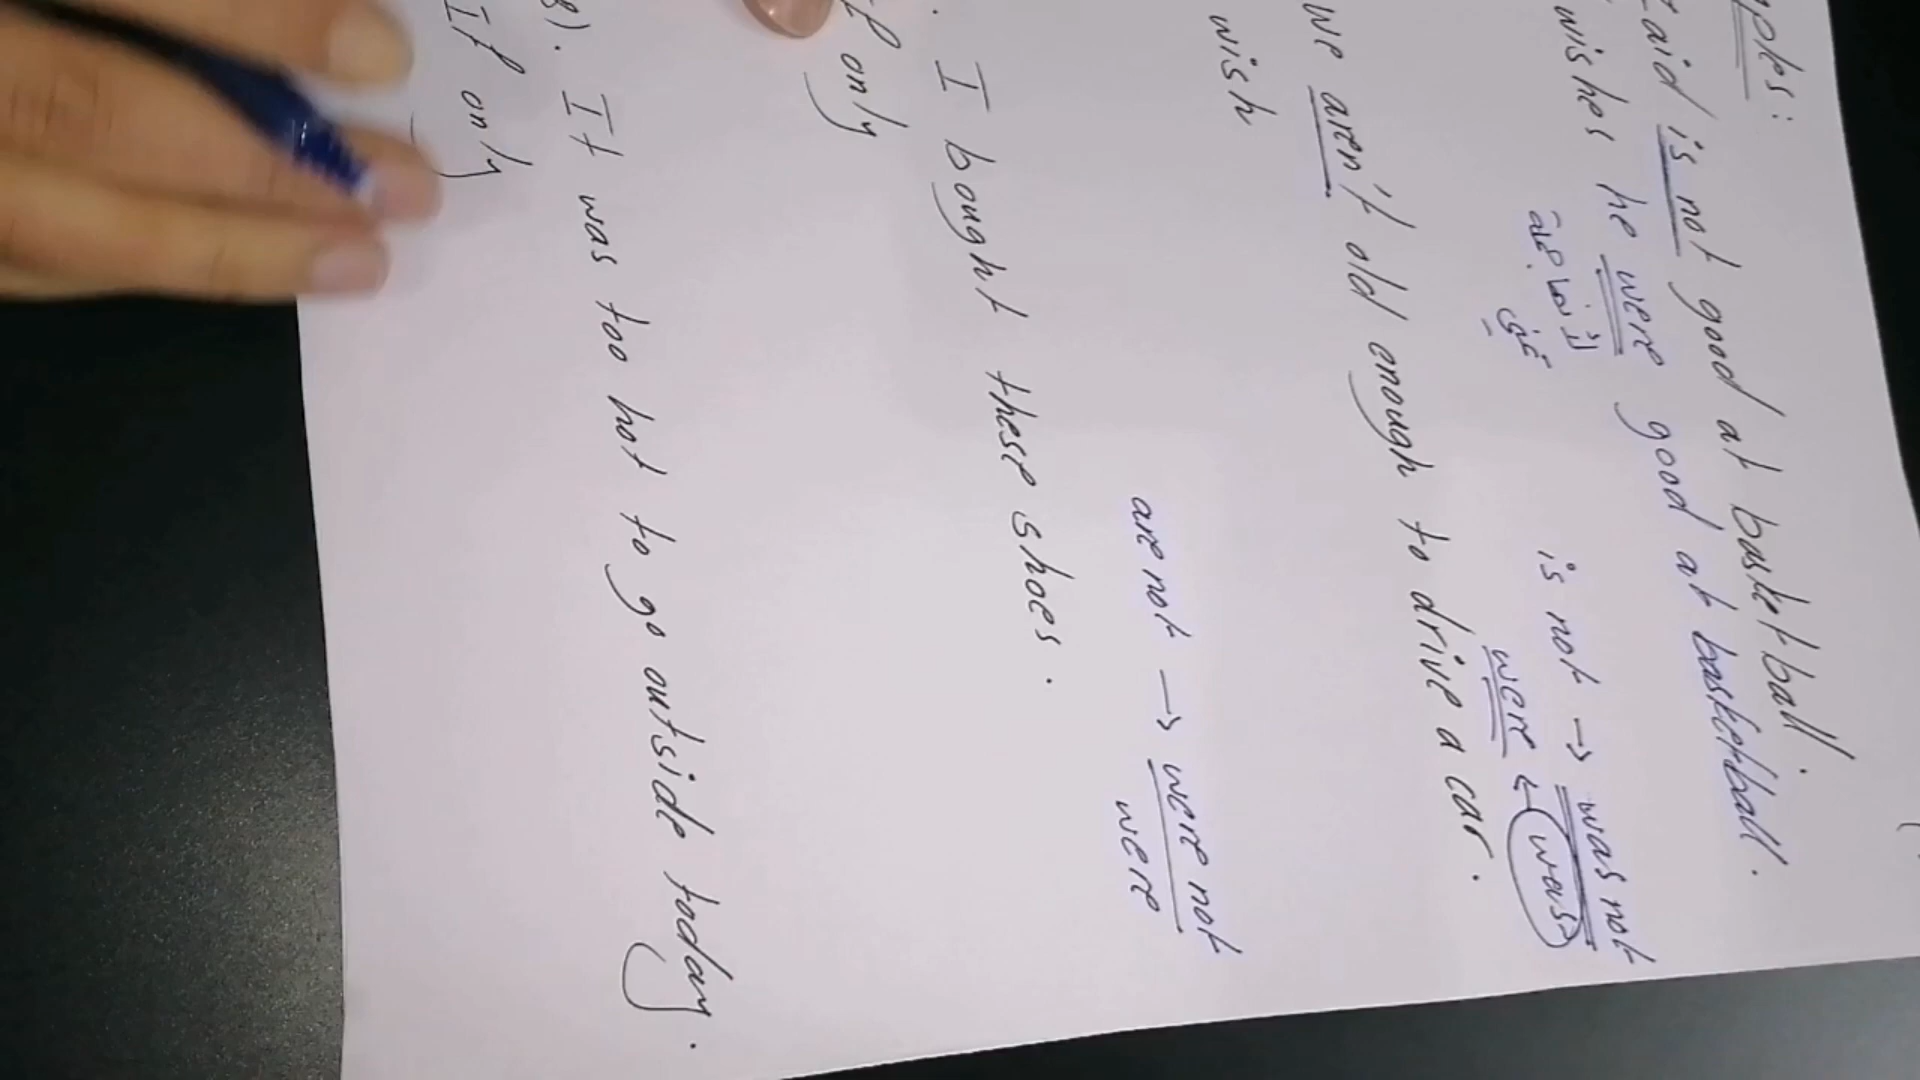 ples:
Zaid is not good at basketball.
wishes he were good at basketball.
is not → was not
were ← was
we aren't old enough to drive a car.
wish
are not → were not
were
I bought these shoes.
If only
8). It was too hot to go outside today.
If only